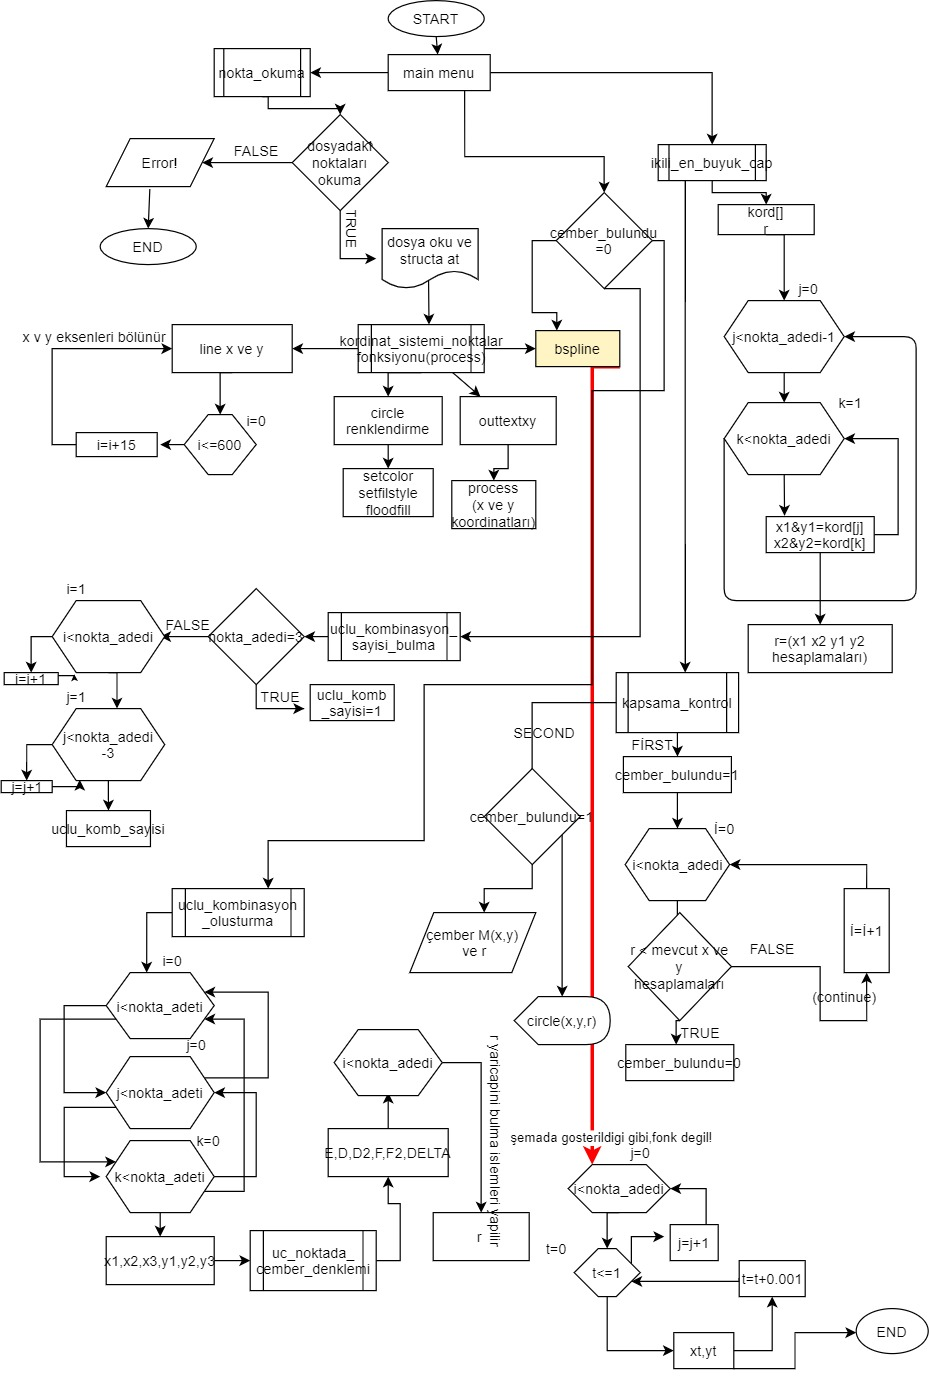 START
main menu
nokta_okuma
dosyadaki
noktaları
okuma
FALSE
Error!
END
TRUE
dosya oku ve
structa at
ikili_en_buyuk_cap
kord[]
r
j=0
j<nokta_adedi-1
k=1
k<nokta_adedi
x1&y1=kord[j]
x2&y2=kord[k]
r=(x1 x2 y1 y2
hesaplamaları)
cember_bulundu
=0
bspline
kordinat_sistemi_noktalar
fonksiyonu(process)
x v y eksenleri bölünür
line x ve y
i=0
i<=600
i=i+15
circle
renklendirme
setcolor
setfilstyle
floodfill
outtextxy
process
(x ve y
koordinatları)
uclu_kombinasyon_
sayisi_bulma
nokta_adedi=3
FALSE
TRUE
uclu_komb
_sayisi=1
i=1
i<nokta_adedi
i=i+1
j=1
j<nokta_adedi
-3
j=j+1
uclu_komb_sayisi
kapsama_kontrol
SECOND
FİRST
cember_bulundu=1
cember_bulundu=1
çember M(x,y)
ve r
circle(x,y,r)
İ=0
i<nokta_adedi
r < mevcut x ve
y
hesaplamaları
FALSE
(continue)
İ=İ+1
TRUE
cember_bulundu=0
uclu_kombinasyon
_olusturma
i=0
i<nokta_adeti
j=0
j<nokta_adeti
k=0
k<nokta_adeti
x1,x2,x3,y1,y2,y3
uc_noktada_
cember_denklemi
E,D,D2,F,F2,DELTA
i<nokta_adedi
r yaricapini bulma islemleri yapilir
r
şemada gosterildigi gibi,fonk degil!
j=0
i<nokta_adedi
j=j+1
t=0
t<=1
t=t+0.001
xt,yt
END